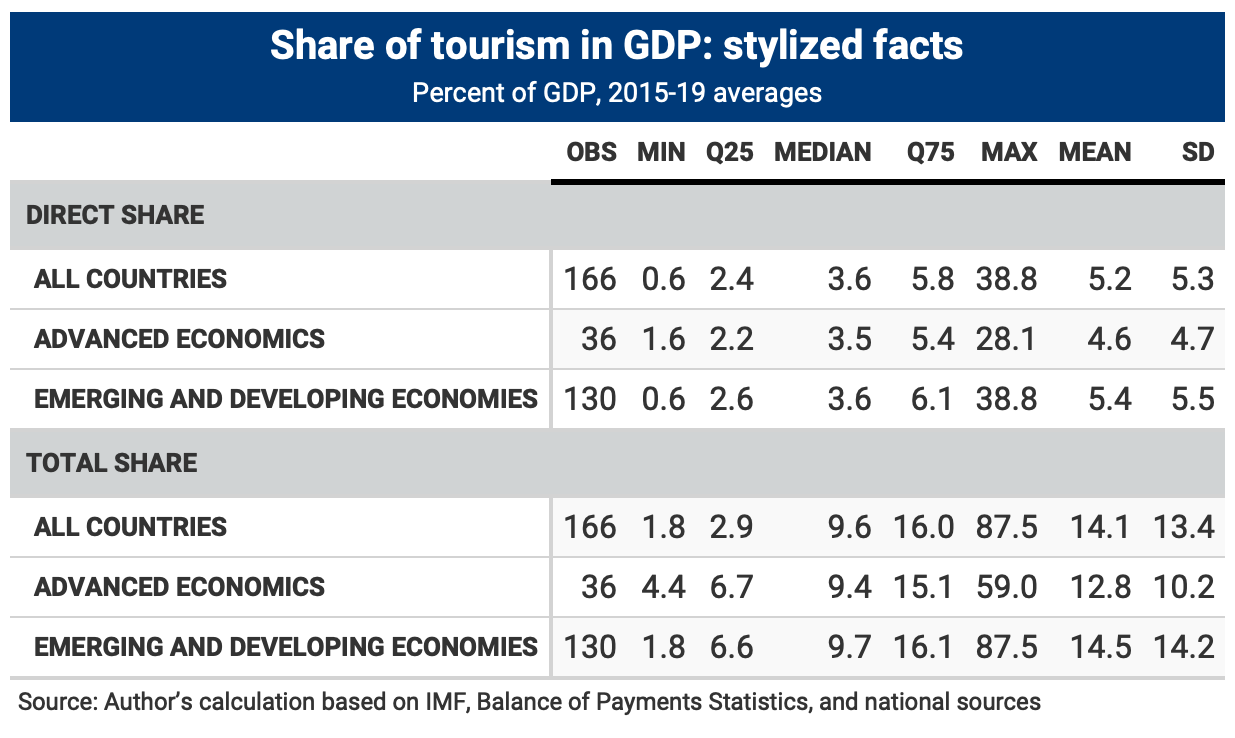 Share of tourism in GDP: stylized facts
Percent of GDP, 2015-19 averages
OBS MIN Q25 MEDIAN Q75 MAX MEAN SD
DIRECT SHARE
ALL COUNTRIES 166 0.6 2.4 3.6 5.8 38.8 5.2 5.3
ADVANCED ECONOMICS 36 1.6 2.2 3.5 5.4 28.1 4.6 4.7
EMERGING AND DEVELOPING ECONOMIES 130 0.6 2.6 3.6 6.1 38.8 5.4 5.5
TOTAL SHARE
ALL COUNTRIES 166 1.8 2.9 9.6 16.0 87.5 14.1 13.4
ADVANCED ECONOMICS 36 4.4 6.7 9.4 15.1 59.0 12.8 10.2
EMERGING AND DEVELOPING ECONOMIES 130 1.8 6.6 9.7 16.1 87.5 14.5 14.2
Source: Author’s calculation based on IMF, Balance of Payments Statistics, and national sources